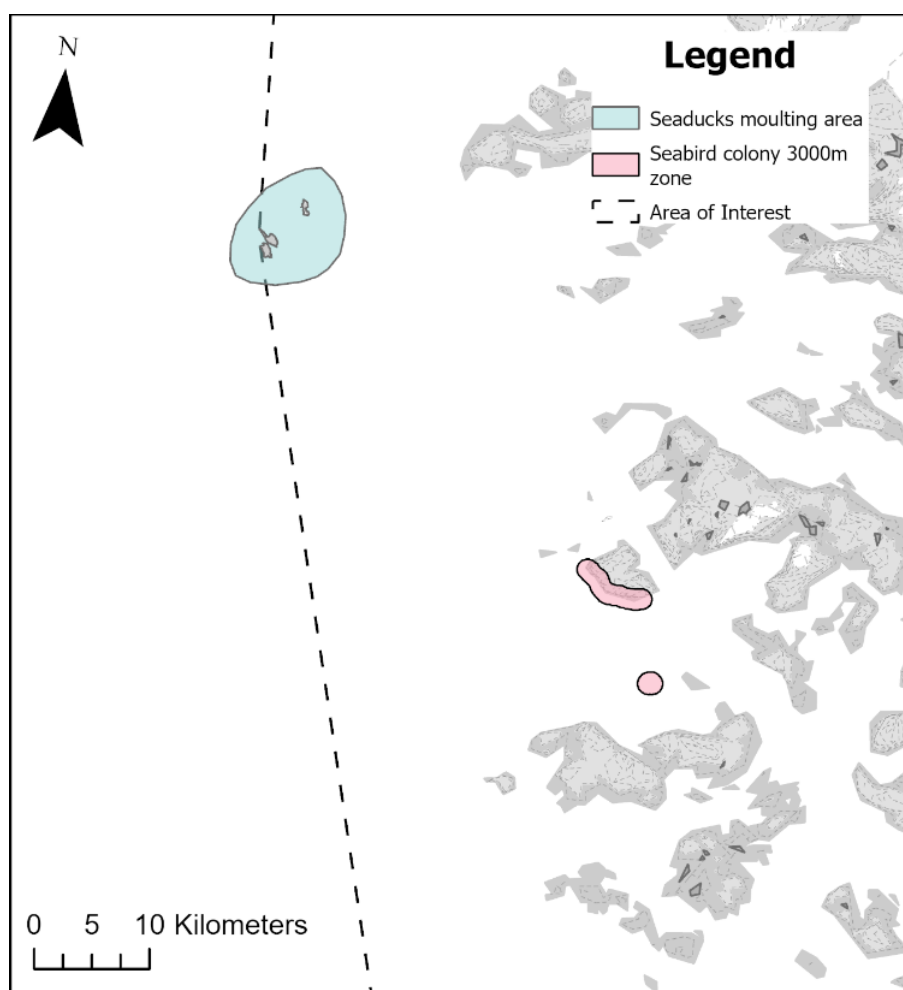 N
Legend
Seaducks moulting area
Seabird colony 3000m
zone
Area of Interest
0 5 10 Kilometers